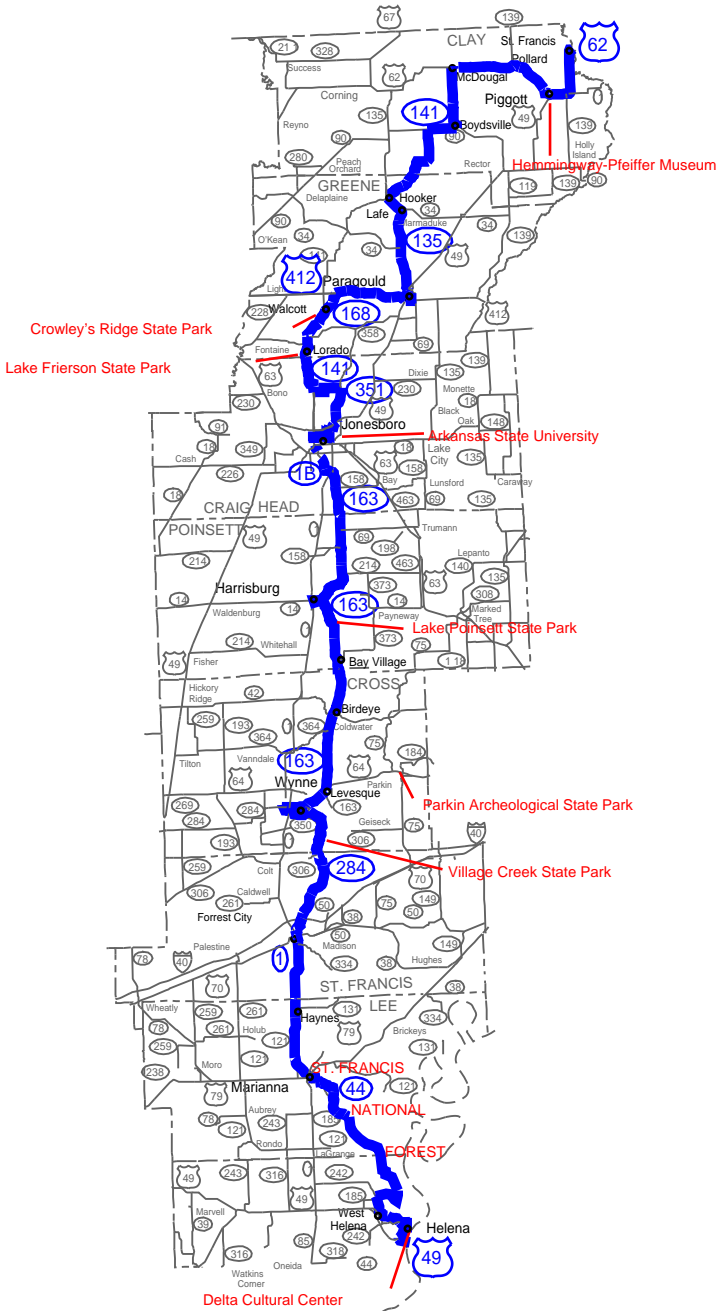 67
139
CLAY
St. Francis
62
21
328
Pollard
Success
62
McDougal
Corning
Piggott
141
49
135
Reyno
Boydsville
139
90
90
Holly
Island
280
Peach
Orchard
Rector
Hemmingway-Pfeiffer Museum
GREENE
119
139
90
Delaplaine
Hooker
Lafe
34
90
Marmaduke
34
O'Kean
34
34
135
139
141
49
412
Paragould
Light
228
Walcott
168
412
Crowley's Ridge State Park
358
69
Fontaine
Lorado
Lake Frierson State Park
141
139
63
Dixie
135
Bono
351
230
Monette
230
49
18
Black
Oak
91
Jonesboro
148
Arkansas State University
18
349
18
Lake
City
Cash
63
135
226
1B
158
Bay
158
Lunsford
Caraway
18
163
463
69
135
CRAIG HEAD
POINSETT
1
Trumann
49
69
198
158
Lepanto
214
214
463
140
Harrisburg
373
63
135
308
14
14
163
14
Marked
Tree
Waldenburg
Payneway
Lake Poinsett State Park
214
373
Whitehall
75
49
Fisher
Bay Village
1 18
CROSS
Hickory
Ridge
42
Birdeye
259
193
1
364
Coldwater
364
75
184
163
Vanndale
Tilton
64
64
Wynne
Parkin
Levesque
269
284
163
Parkin Archeological State Park
284
350
Geiseck
75
193
306
40
Village Creek State Park
259
Colt
306
284
70
306
Caldwell
149
261
50
75
50
Forrest City
38
50
Palestine
Madison
149
78
40
1
334
38
Hughes
70
ST. FRANCIS
38
Wheatly
LEE
259
261
131
334
Haynes
78
261
Holub
79
Brickeys
259
121
131
121
Moro
ST. FRANCIS
238
Marianna
44
121
79
Aubrey
NATIONAL
78
243
185
121
121
Rondo
LaGrange
FOREST
1
243
316
242
49
49
185
Marvell
West
Helena
39
Helena
85
242
316
318
49
Oneida
44
Watkins
Corner
Delta Cultural Center